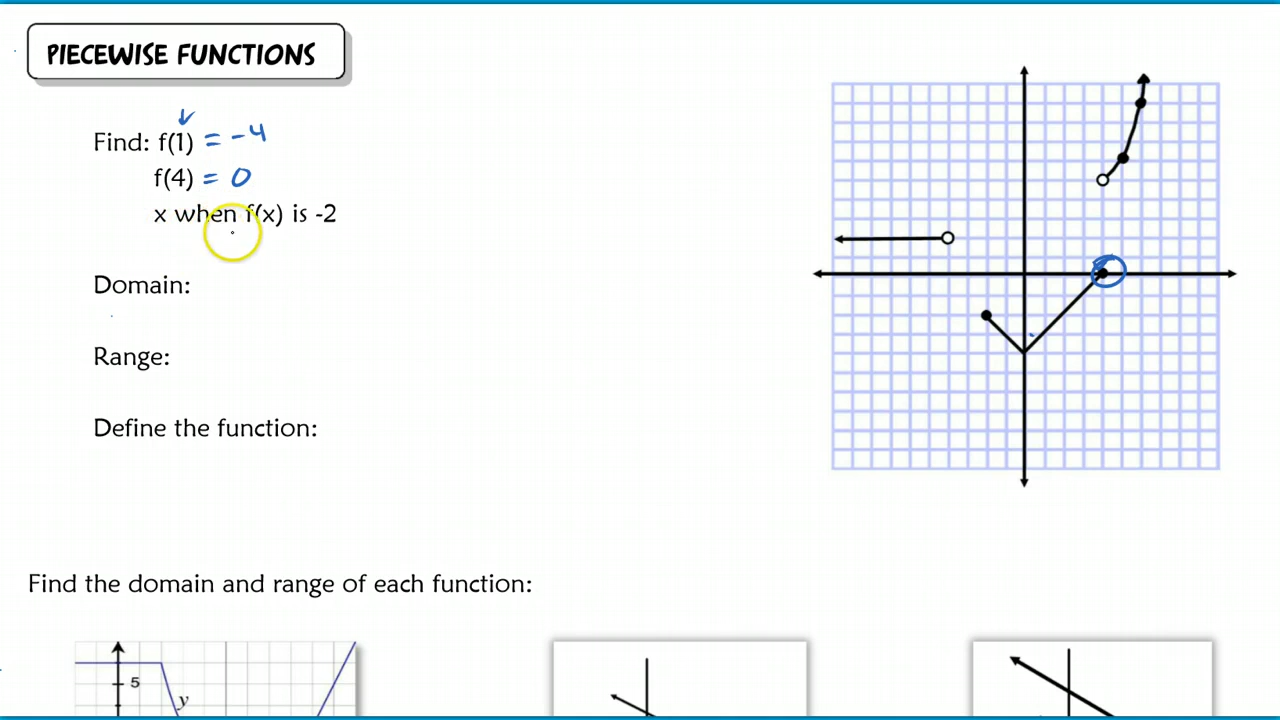 PIECEWISE FUNCTIONS
Find: f(1) = -4
f(4) = 0
x when f(x) is -2
Domain:
Range:
Define the function:
Find the domain and range of each function:
5
y